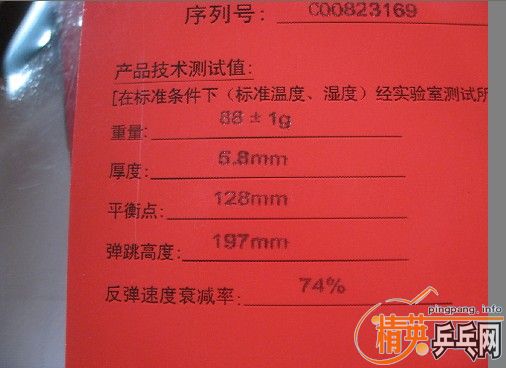 序列号: C00823169
产品技术测试值:
[在标准条件下（标准温度、湿度）经实验室测试所
重量: 88±1g
厚度: 6.8mm
平衡点: 128mm
弹跳高度: 197mm
反弹速度衰减率: 74%
pingpang.info
精英乒乓网